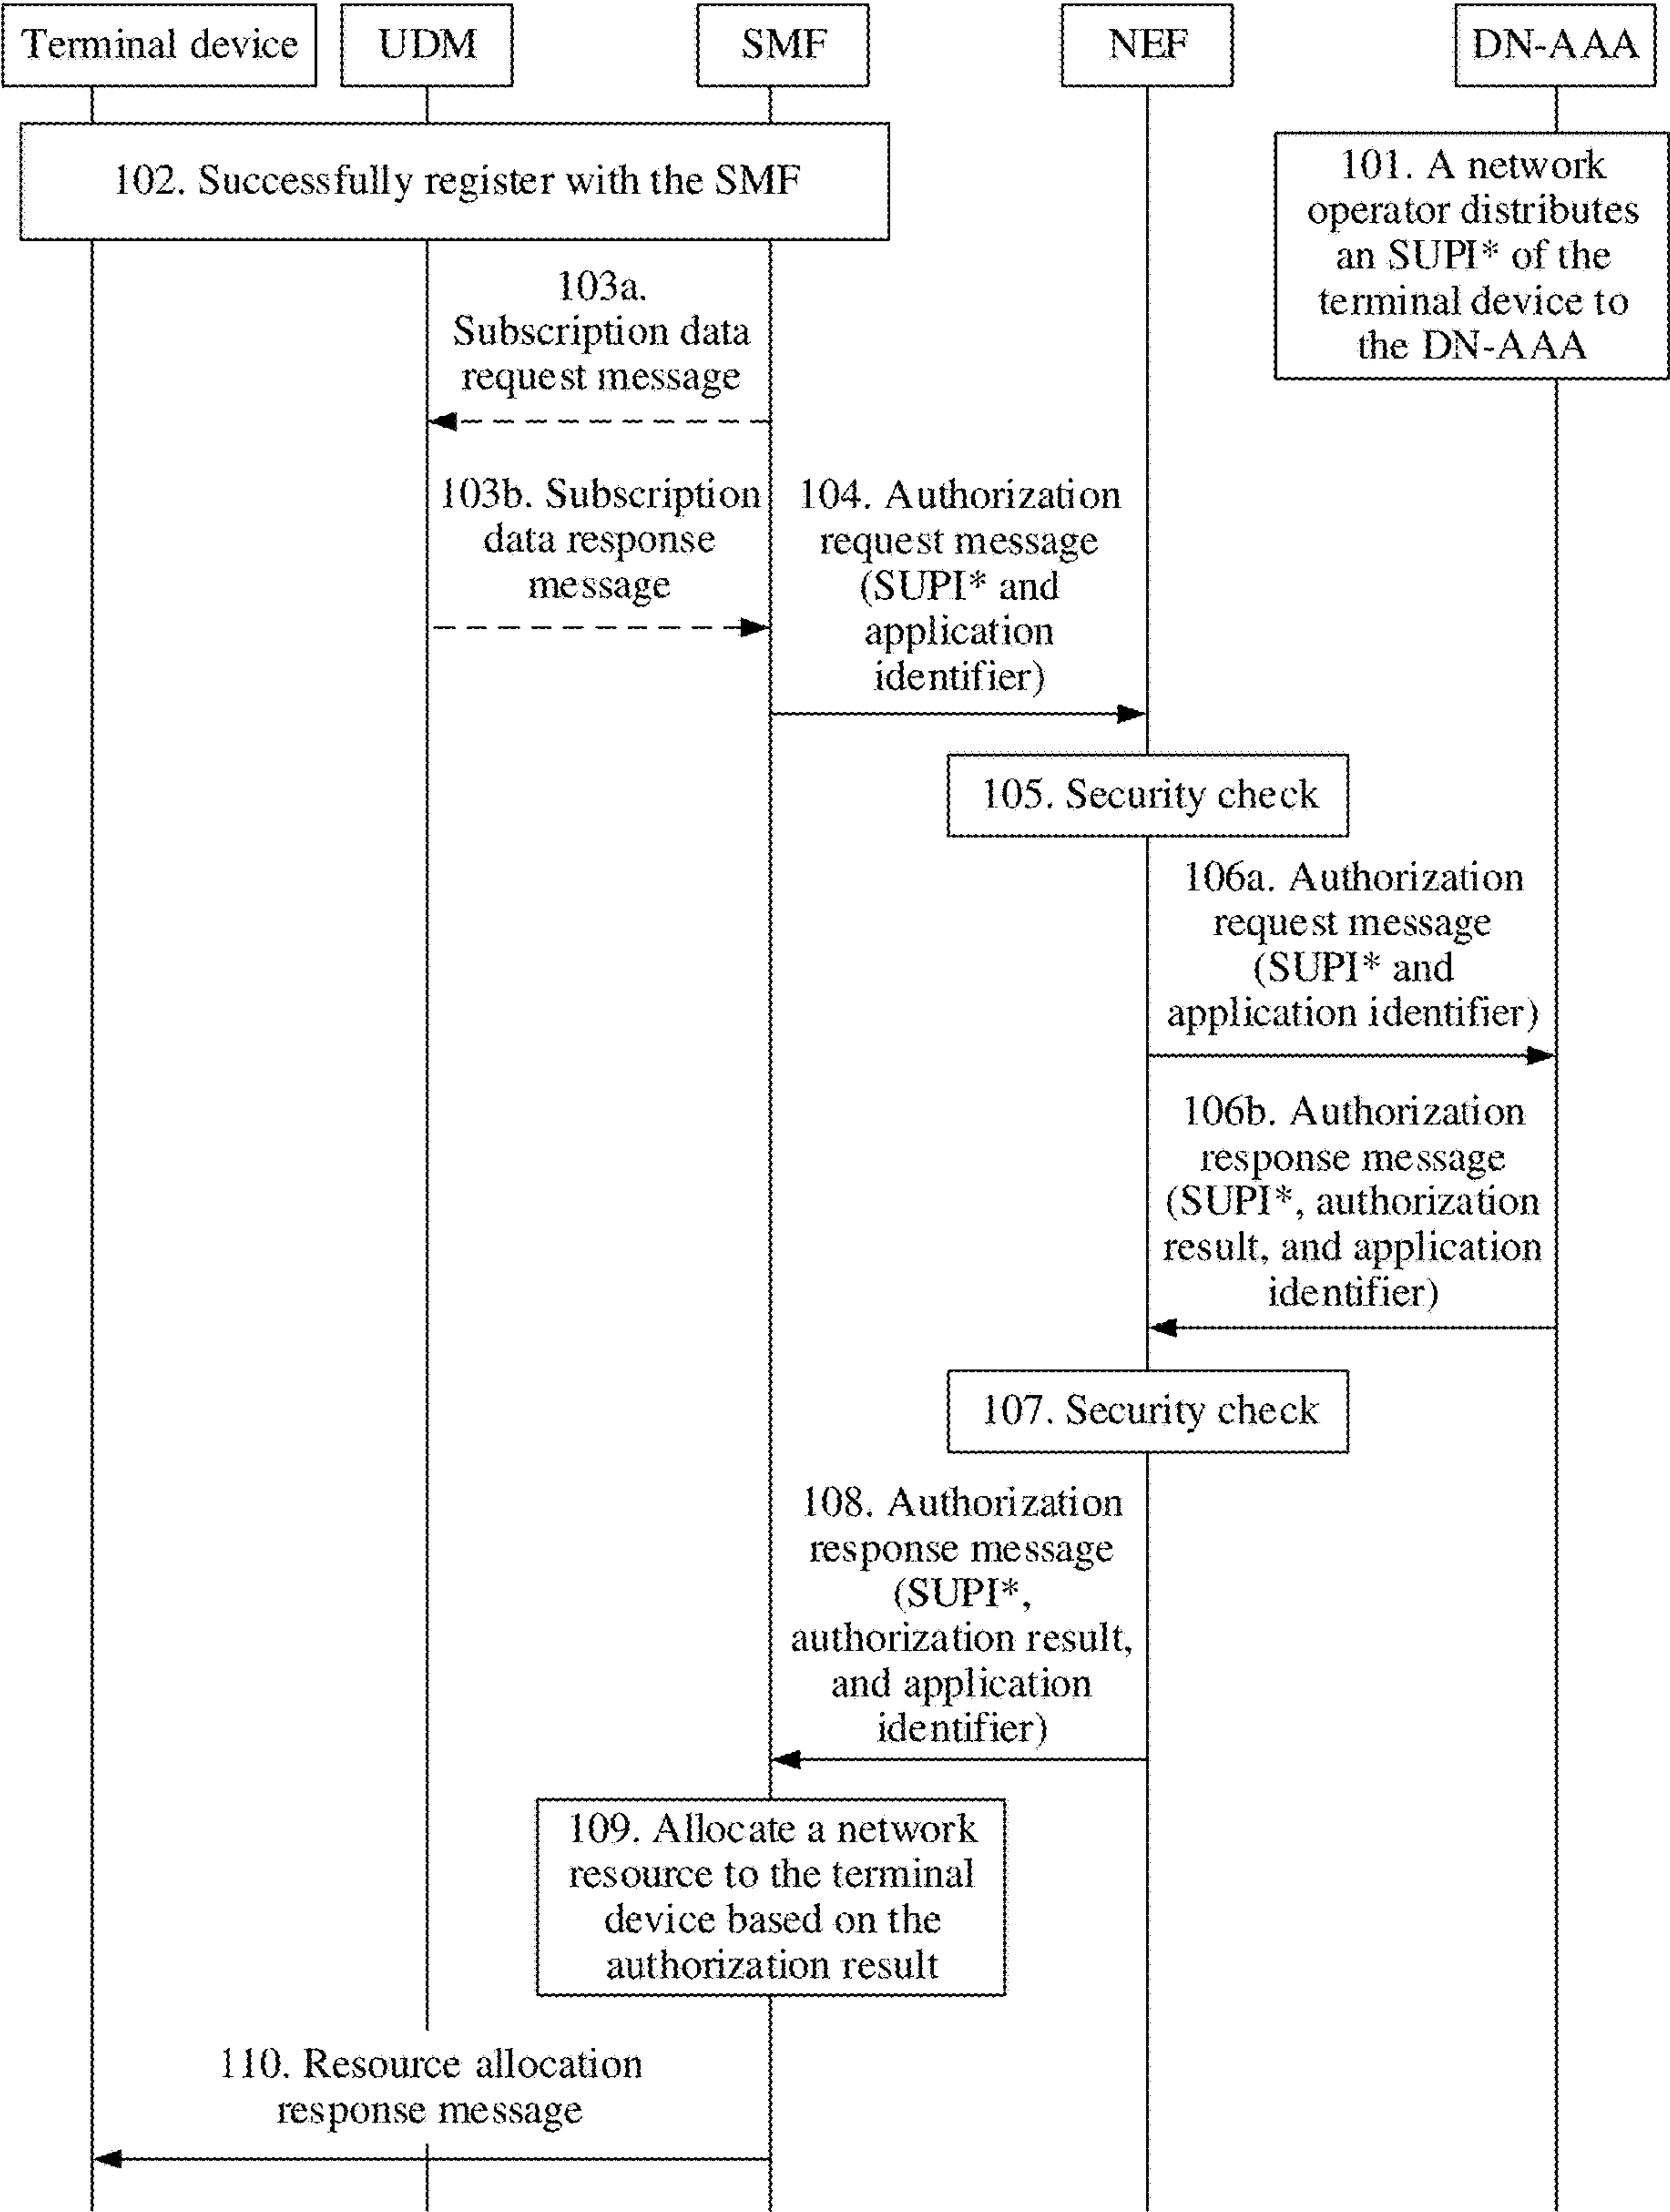 Terminal device
UDM
SMF
NEF
DN-AAA
102. Successfully register with the SMF
101. A network
operator distributes
an SUPI* of the
terminal device to
the DN-AAA
103a.
Subscription data
request message
103b. Subscription
data response
message
104. Authorization
request message
(SUPI* and
application
identifier)
105. Security check
106a. Authorization
request message
(SUPI* and
application identifier)
106b. Authorization
response message
(SUPI*, authorization
result, and application
identifier)
107. Security check
108. Authorization
response message
(SUPI*,
authorization result,
and application
identifier)
109. Allocate a network
resource to the terminal
device based on the
authorization result
110. Resource allocation
response message